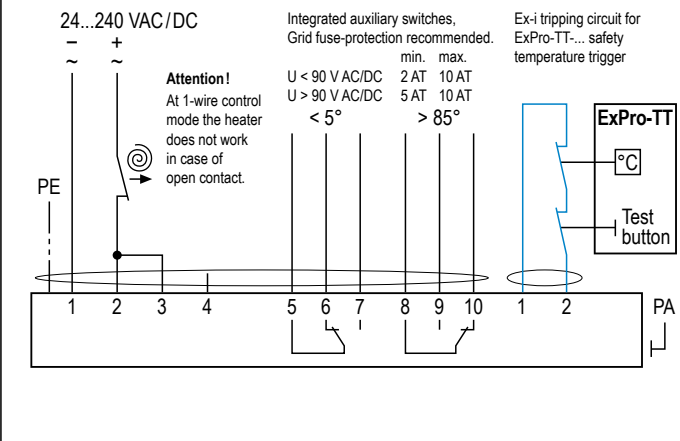 24...240 VAC/DC
– +
~ ~
Attention!
At 1-wire control
mode the heater
does not work
in case of
open contact.
PE
Integrated auxiliary switches,
Grid fuse-protection recommended.
min. max.
U < 90 V AC/DC 2 AT 10 AT
U > 90 V AC/DC 5 AT 10 AT
< 5° > 85°
Ex-i tripping circuit for
ExPro-TT-... safety
temperature trigger
ExPro-TT
°C
Test
button
1 2 3 4 5 6 7 8 9 10 1 2 PA